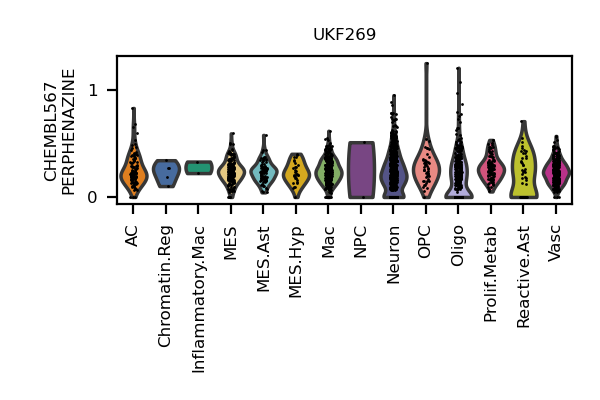 UKF269
CHEMBL567
PERPHENAZINE
1
0
AC
Chromatin.Reg
Inflammatory.Mac
MES
MES.Ast
MES.Hyp
Mac
NPC
Neuron
OPC
Oligo
Prolif.Metab
Reactive.Ast
Vasc